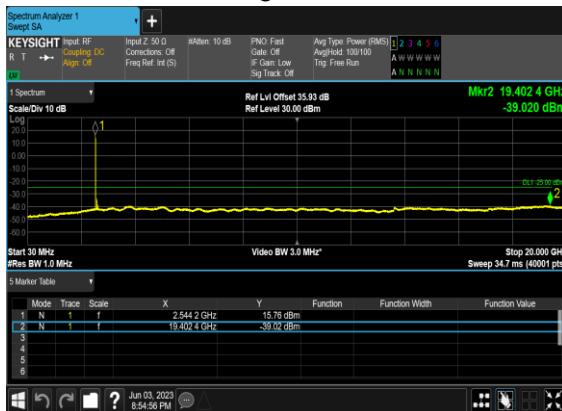 Spectrum Analyzer 1
Swept SA
KEYSIGHT
R T
Input: RF
Coupling: DC
Align: Off
Input Z: 50 Ω
Corrections: Off
Freq Ref: Int (S)
#Atten: 10 dB
PNO: Fast
Gate: Off
IF Gain: Low
Sig Track: Off
Avg Type: Power (RMS)
Avg|Hold: 100/100
Trig: Free Run
1 2 3 4 5 6
A W W W W W
A N N N N N
1 Spectrum
Scale/Div 10 dB
Ref Lvl Offset 35.93 dB
Ref Level 30.00 dBm
Mkr2 19.402 4 GHz
-39.020 dBm
Log
20.0
10.0
0.00
-10.0
-20.0
-30.0
-40.0
-50.0
-60.0
1
DL1 -25.00 dBm
2
Start 30 MHz
#Res BW 1.0 MHz
Video BW 3.0 MHz*
Stop 20.000 GHz
Sweep 34.7 ms (40001 pts)
5 Marker Table
Mode Trace Scale X Y Function Function Width Function Value
1 N 1 f 2.544 2 GHz 15.76 dBm
2 N 1 f 19.402 4 GHz -39.02 dBm
3
4
5
6
?
Jun 03, 2023
8:54:56 PM